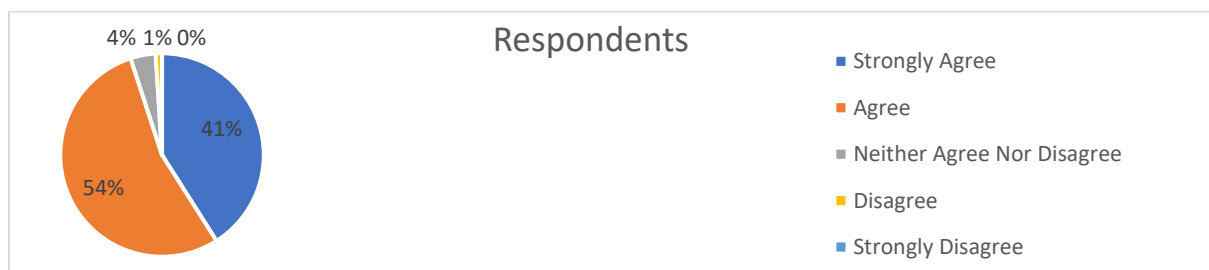 Respondents
4% 1% 0%
41%
54%
Strongly Agree
Agree
Neither Agree Nor Disagree
Disagree
Strongly Disagree